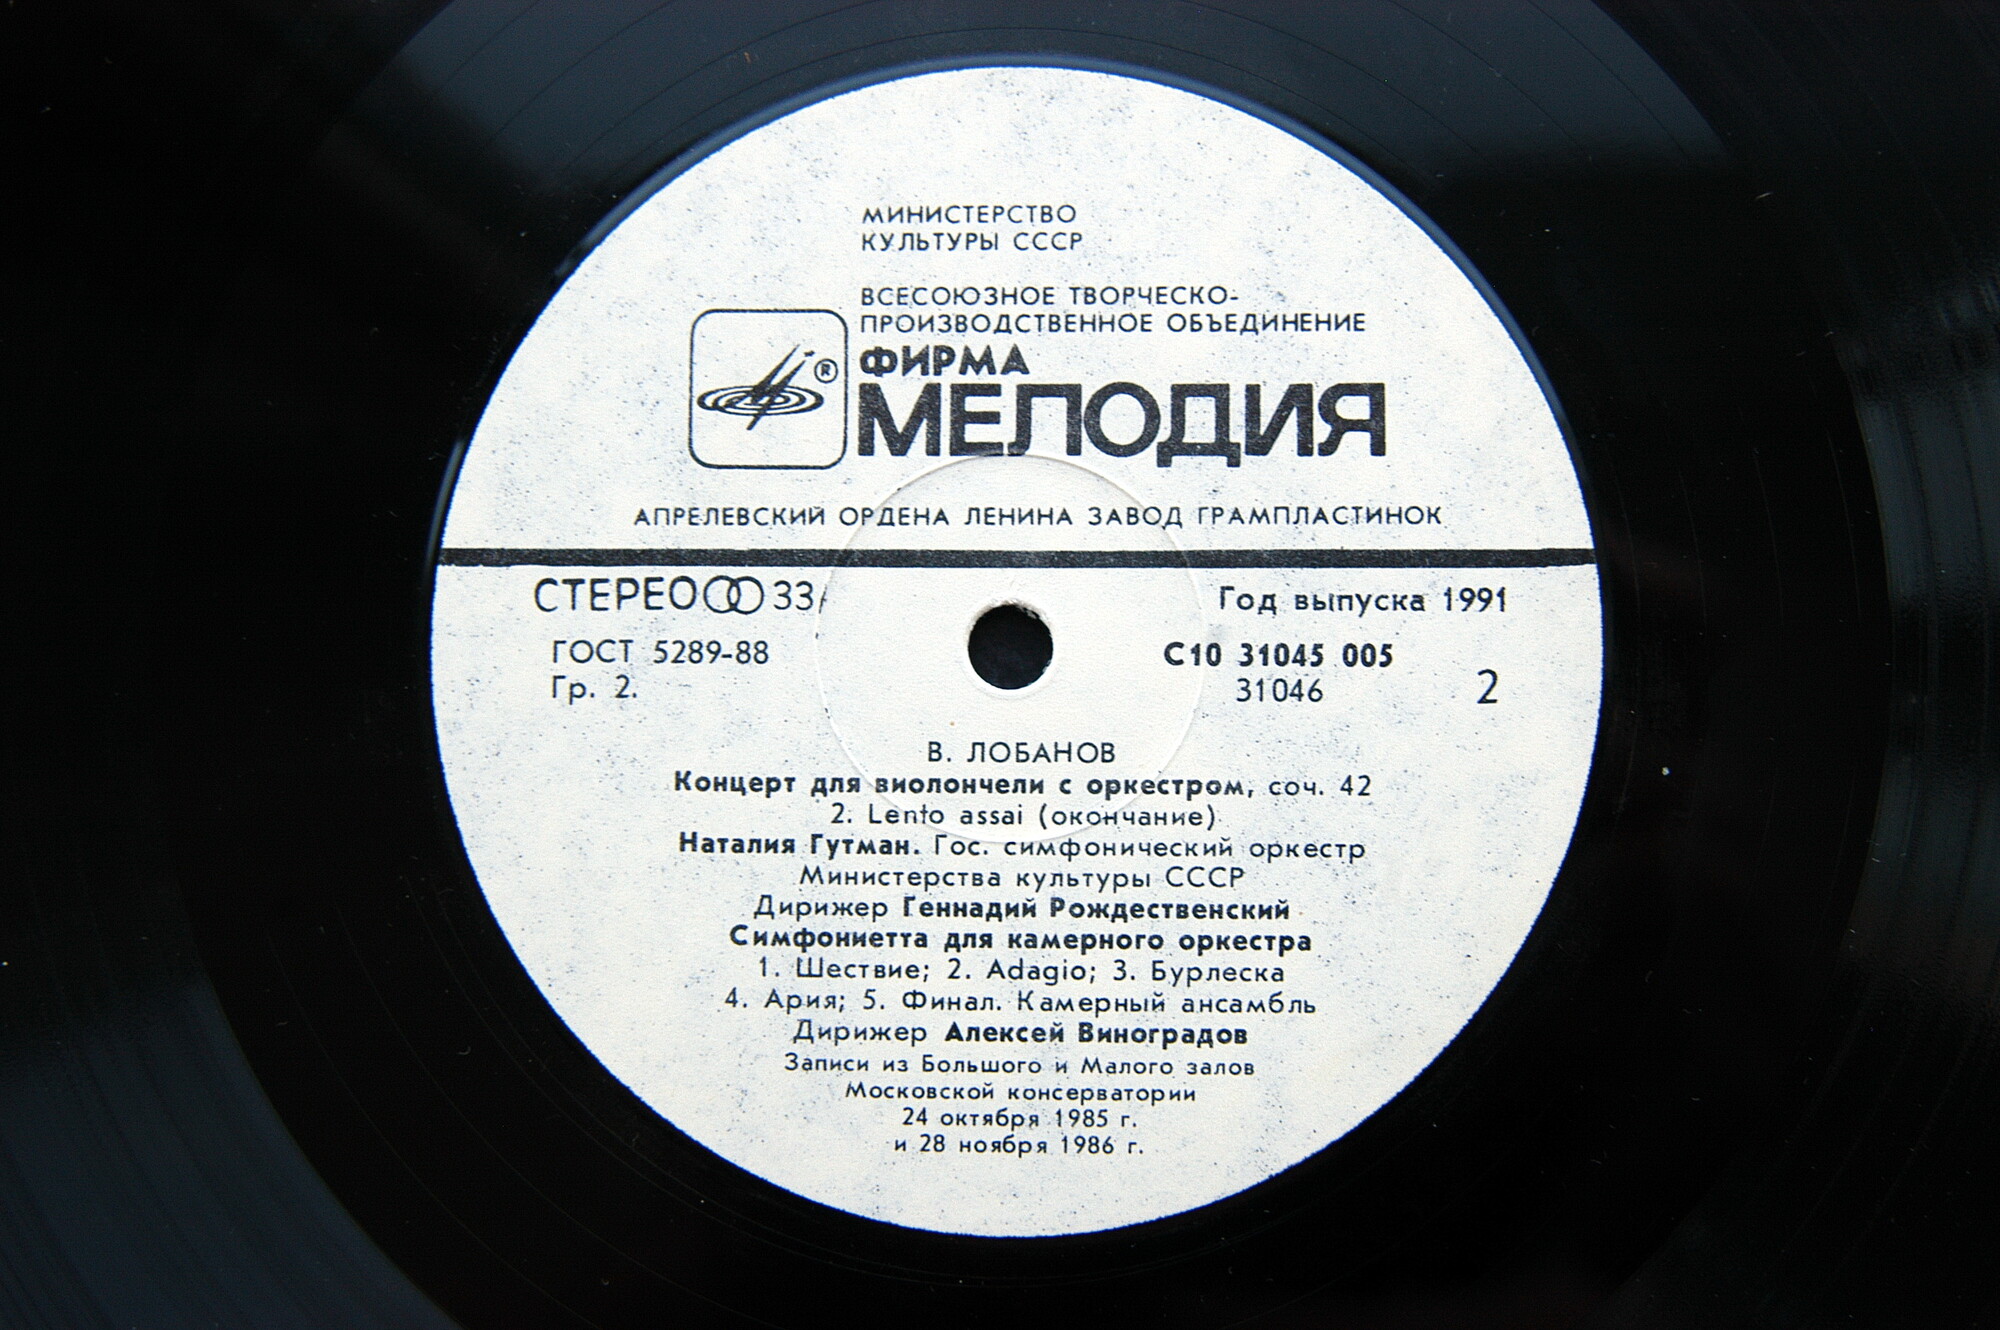 МИНИСТЕРСТВО
КУЛЬТУРЫ СССР
ВСЕСОЮЗНОЕ ТВОРЧЕСКО-
ПРОИЗВОДСТВЕННОЕ ОБЪЕДИНЕНИЕ
ФИРМА
®
МЕЛОДИЯ
АПРЕЛЕВСКИЙ ОРДЕНА ЛЕНИНА ЗАВОД ГРАМПЛАСТИНОК
СТЕРЕО 33
Год выпуска 1991
ГОСТ 5289-88
С10 31045 005
Гр. 2.
31046
2
В. ЛОБАНОВ
Концерт для виолончели с оркестром, соч. 42
2. Lento assai (окончание)
Наталия Гутман. Гос. симфонический оркестр
Министерства культуры СССР
Дирижер Геннадий Рождественский
Симфониетта для камерного оркестра
1. Шествие; 2. Adagio; 3. Бурлеска
4. Ария; 5. Финал. Камерный ансамбль
Дирижер Алексей Виноградов
Записи из Большого и Малого залов
Московской консерватории
24 октября 1985 г.
и 28 ноября 1986 г.